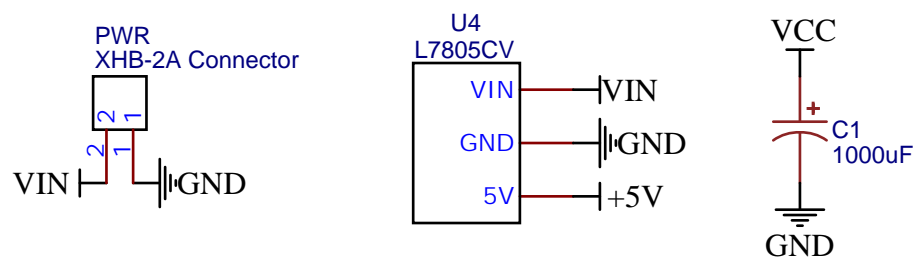 PWR
XHB-2A Connector
2 1
2 1
VIN GND
U4
L7805CV
VIN VIN
GND GND
5V +5V
VCC
+
C1
1000uF
GND